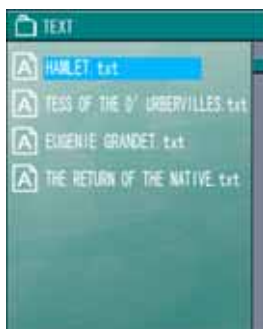 TEXT
HAMLET.txt
TESS OF THE D' URBERVILLES.txt
EUGENIE GRANDET.txt
THE RETURN OF THE NATIVE.txt